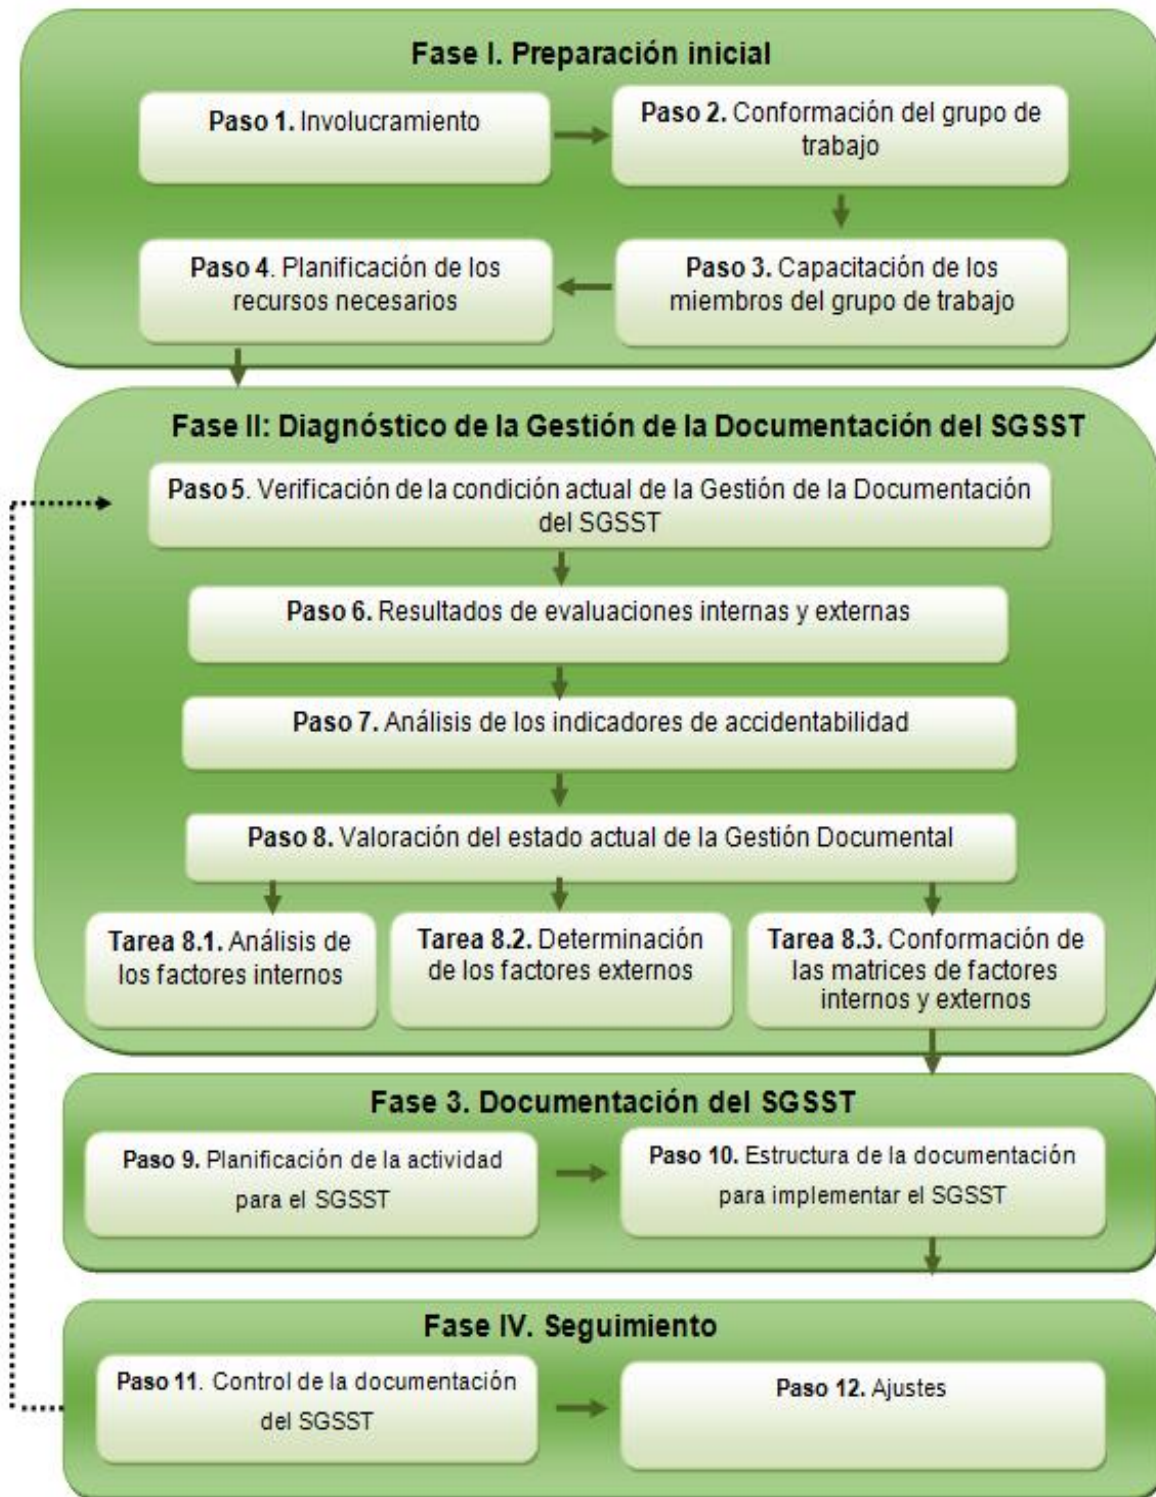 Fase I. Preparación inicial
Paso 1. Involucramiento
Paso 2. Conformación del grupo de
trabajo
Paso 3. Capacitación de los
miembros del grupo de trabajo
Paso 4. Planificación de los
recursos necesarios
Fase II: Diagnóstico de la Gestión de la Documentación del SGSST
Paso 5. Verificación de la condición actual de la Gestión de la Documentación
del SGSST
Paso 6. Resultados de evaluaciones internas y externas
Paso 7. Análisis de los indicadores de accidentabilidad
Paso 8. Valoración del estado actual de la Gestión Documental
Tarea 8.1. Análisis de
los factores internos
Tarea 8.2. Determinación
de los factores externos
Tarea 8.3. Conformación de
las matrices de factores
internos y externos
Fase 3. Documentación del SGSST
Paso 9. Planificación de la actividad
para el SGSST
Paso 10. Estructura de la documentación
para implementar el SGSST
Fase IV. Seguimiento
Paso 11. Control de la documentación
del SGSST
Paso 12. Ajustes